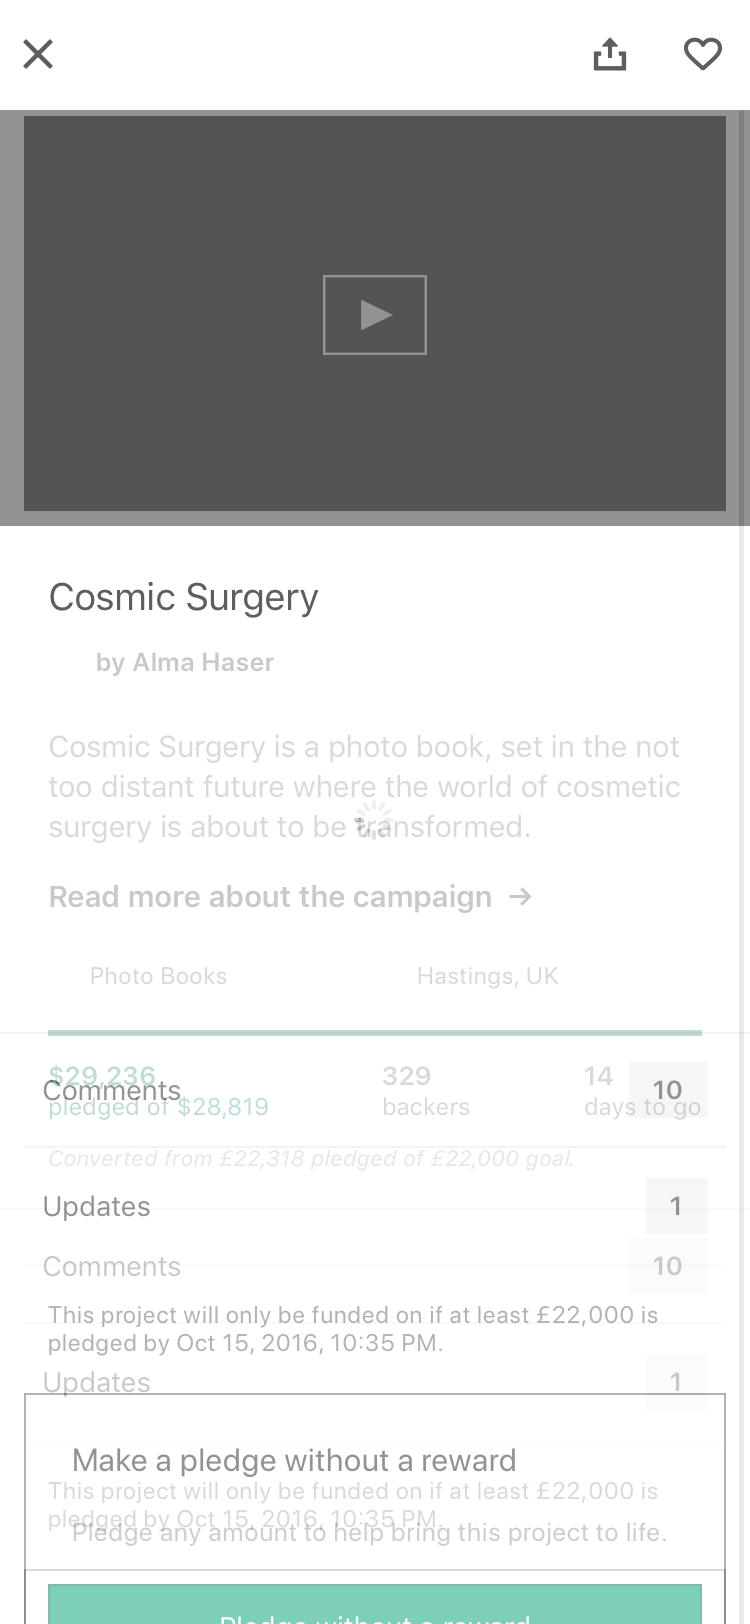 Cosmic Surgery
by Alma Haser
Cosmic Surgery is a photo book, set in the not
too distant future where the world of cosmetic
surgery is about to be transformed.
Read more about the campaign →
Photo Books Hastings, UK
$29,236 329 14
Comments 10
pledged of $28,819 backers days to go
Converted from £22,318 pledged of £22,000 goal.
Updates 1
Comments 10
This project will only be funded on if at least £22,000 is
pledged by Oct 15, 2016, 10:35 PM.
Updates 1
Make a pledge without a reward
This project will only be funded on if at least £22,000 is
pledged by Oct 15, 2016, 10:35 PM.
Pledge any amount to help bring this project to life.
Pledge without a reward